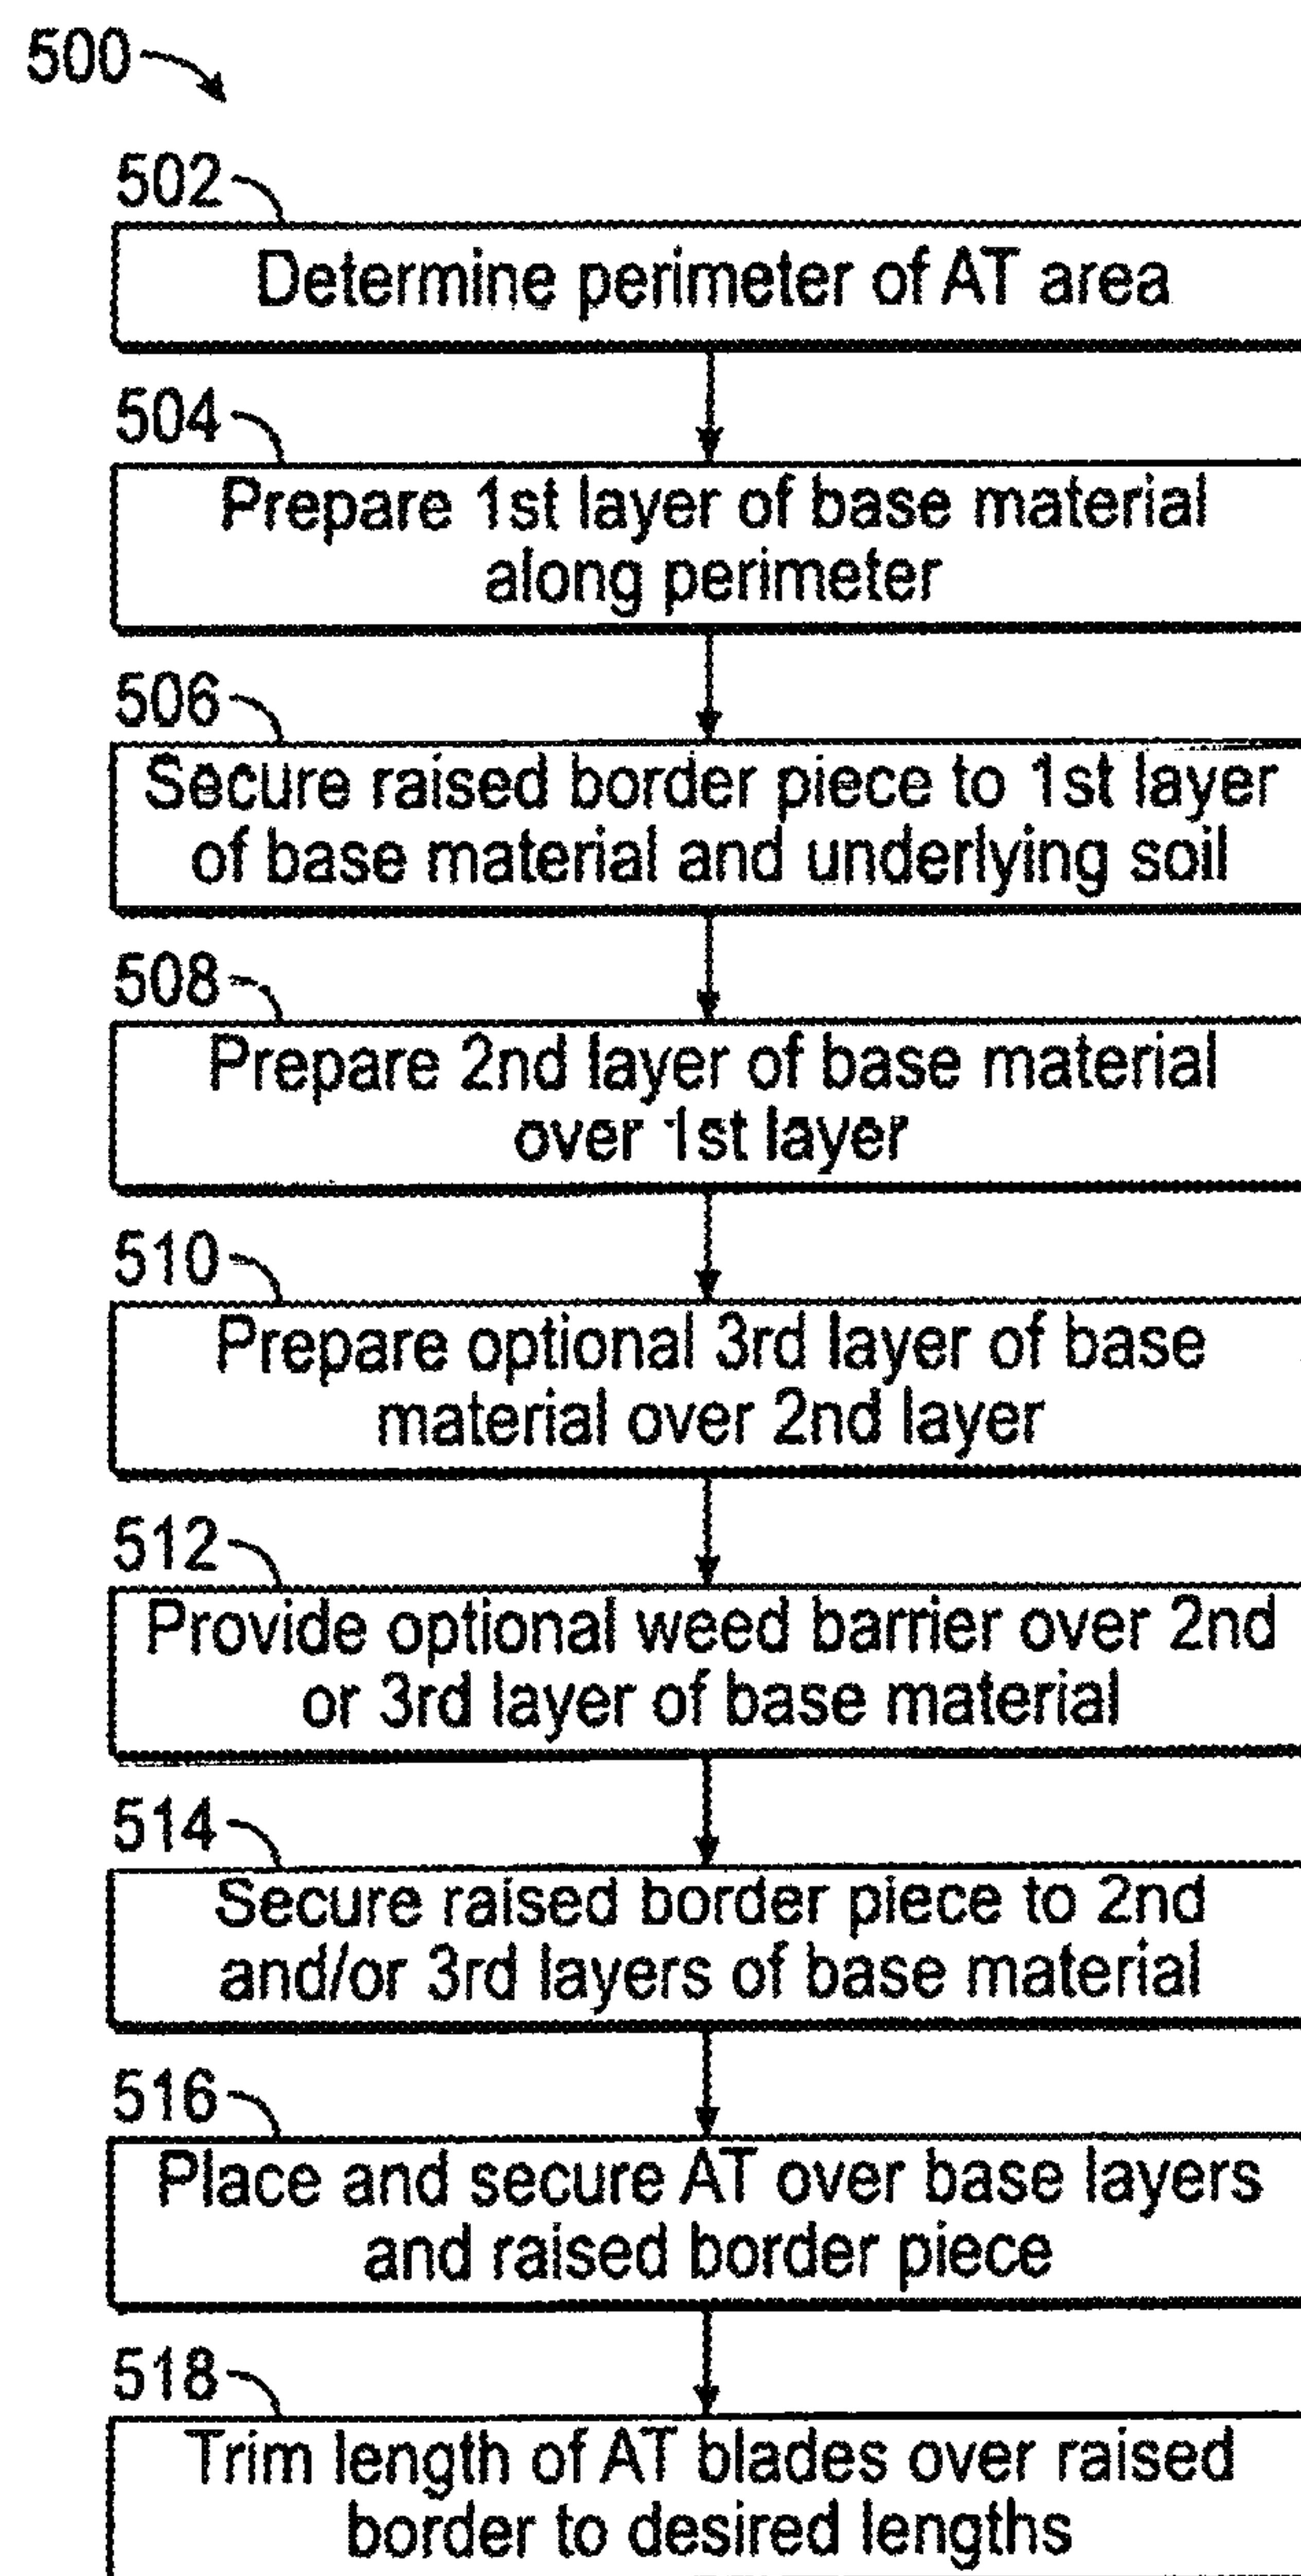 500
502
Determine perimeter of AT area
504
Prepare 1st layer of base material
along perimeter
506
Secure raised border piece to 1st layer
of base material and underlying soil
508
Prepare 2nd layer of base material
over 1st layer
510
Prepare optional 3rd layer of base
material over 2nd layer
512
Provide optional weed barrier over 2nd
or 3rd layer of base material
514
Secure raised border piece to 2nd
and/or 3rd layers of base material
516
Place and secure AT over base layers
and raised border piece
518
Trim length of AT blades over raised
border to desired lengths